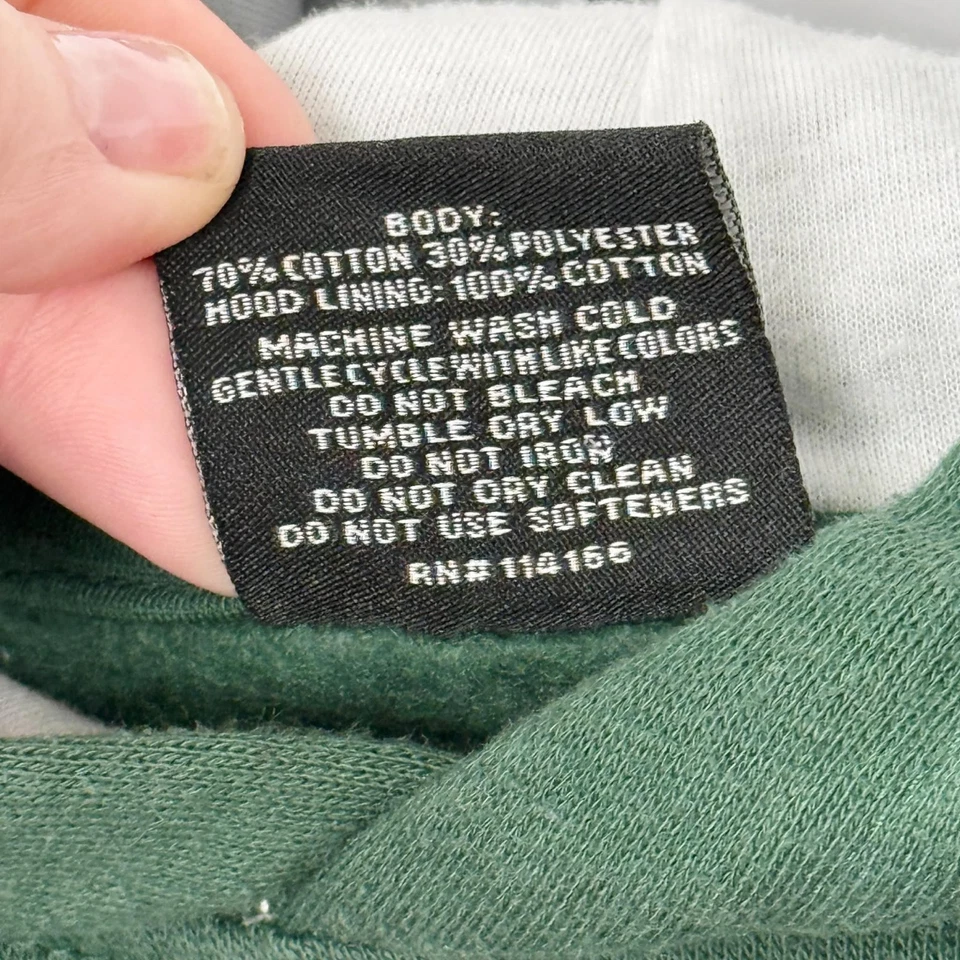 BODY:
70% COTTON 30% POLYESTER
HOOD LINING: 100% COTTON
MACHINE WASH COLD
GENTLE CYCLE WITH LIKE COLORS
DO NOT BLEACH
TUMBLE DRY LOW
DO NOT IRON
DO NOT DRY CLEAN
DO NOT USE SOFTENERS
RN# 114166